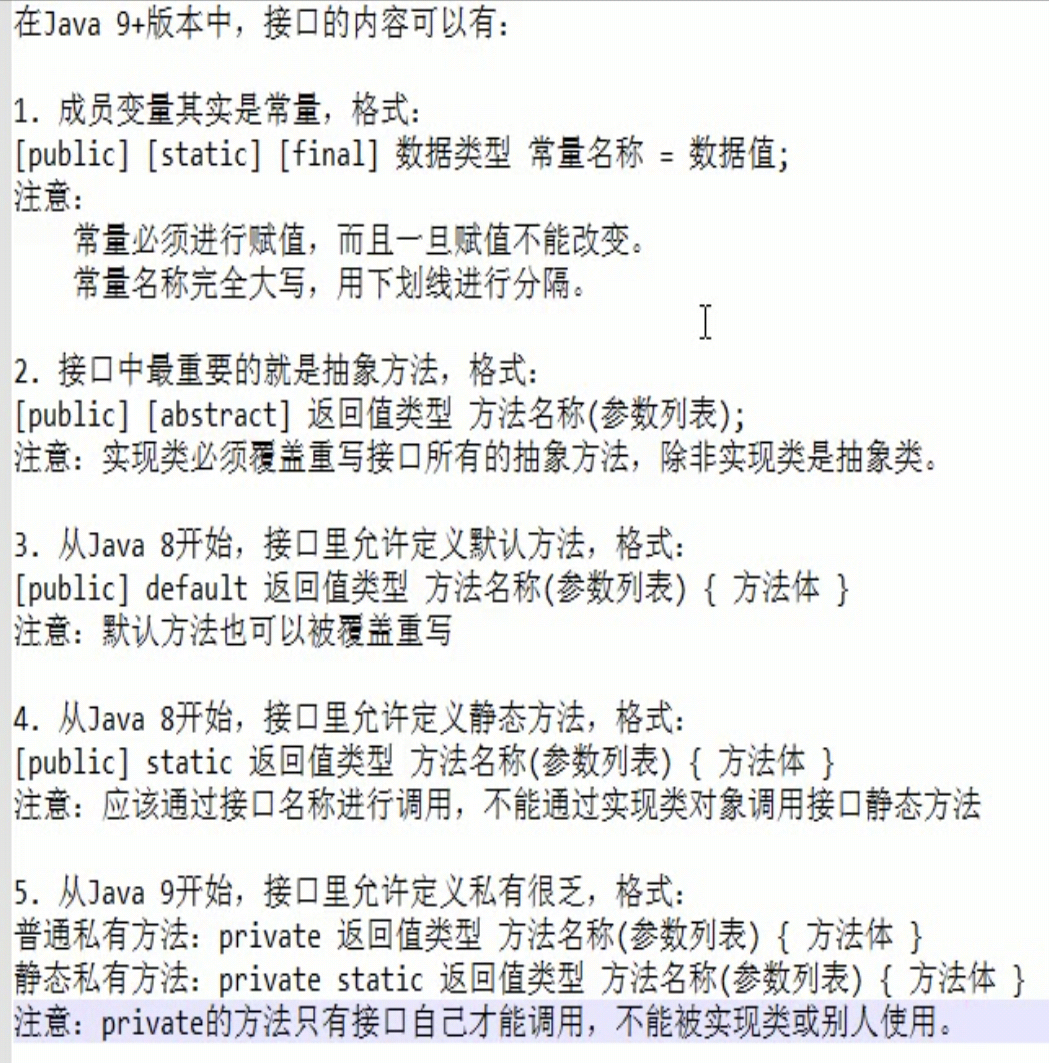 在Java 9+版本中，接口的内容可以有：
1. 成员变量其实是常量，格式：
[public] [static] [final] 数据类型 常量名称 = 数据值;
注意：
常量必须进行赋值，而且一旦赋值不能改变。
常量名称完全大写，用下划线进行分隔。
2. 接口中最重要的就是抽象方法，格式：
[public] [abstract] 返回值类型 方法名称(参数列表);
注意：实现类必须覆盖重写接口所有的抽象方法，除非实现类是抽象类。
3. 从Java 8开始，接口里允许定义默认方法，格式：
[public] default 返回值类型 方法名称(参数列表) { 方法体 }
注意：默认方法也可以被覆盖重写
4. 从Java 8开始，接口里允许定义静态方法，格式：
[public] static 返回值类型 方法名称(参数列表) { 方法体 }
注意：应该通过接口名称进行调用，不能通过实现类对象调用接口静态方法
5. 从Java 9开始，接口里允许定义私有很乏，格式：
普通私有方法：private 返回值类型 方法名称(参数列表) { 方法体 }
静态私有方法：private static 返回值类型 方法名称(参数列表) { 方法体 }
注意：private的方法只有接口自己才能调用，不能被实现类或别人使用。